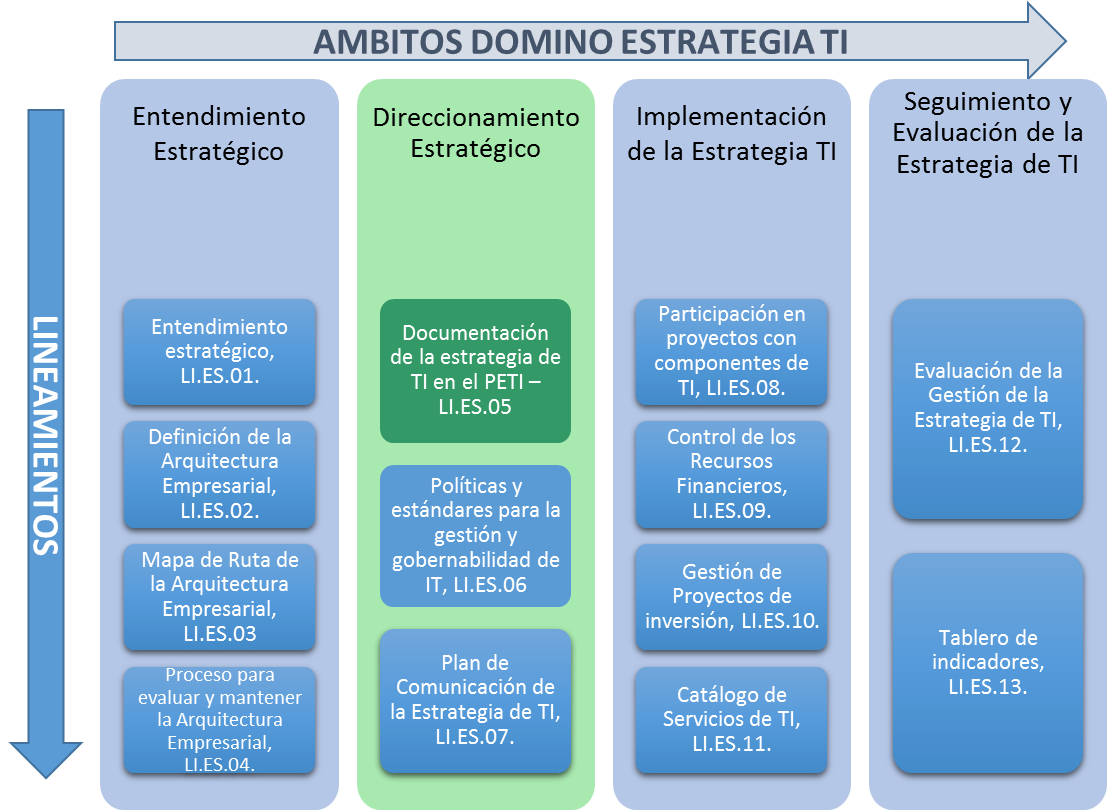 AMBITOS DOMINO ESTRATEGIA TI
LINEAMIENTOS
Entendimiento
Estratégico
Entendimiento
estratégico,
LI.ES.01.
Definición de la
Arquitectura
Empresarial,
LI.ES.02.
Mapa de Ruta de
la Arquitectura
Empresarial,
LI.ES.03
Proceso para
evaluar y mantener
la Arquitectura
Empresarial,
LI.ES.04.
Direccionamiento
Estratégico
Documentación
de la estrategia de
TI en el PETI –
LI.ES.05
Políticas y
estándares para la
gestión y
gobernabilidad de
IT, LI.ES.06
Plan de
Comunicación de
la Estrategia de TI,
LI.ES.07.
Implementación
de la Estrategia TI
Participación en
proyectos con
componentes de
TI, LI.ES.08.
Control de los
Recursos
Financieros,
LI.ES.09.
Gestión de
Proyectos de
inversión, LI.ES.10.
Catálogo de
Servicios de TI,
LI.ES.11.
Seguimiento y
Evaluación de la
Estrategia de TI
Evaluación de la
Gestión de la
Estrategia de TI,
LI.ES.12.
Tablero de
indicadores,
LI.ES.13.